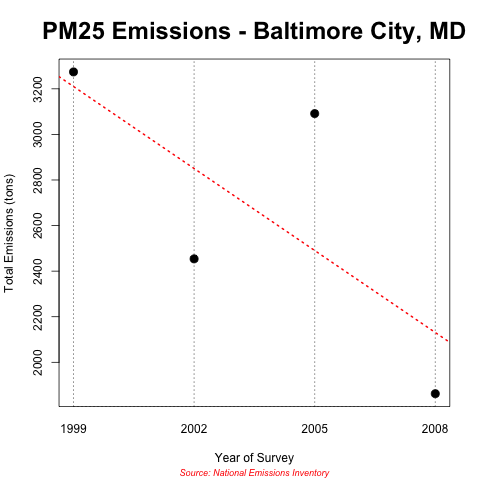 PM25 Emissions - Baltimore City, MD
Total Emissions (tons)
3200
3000
2800
2600
2400
2200
2000
1999 2002 2005 2008
Year of Survey
Source: National Emissions Inventory